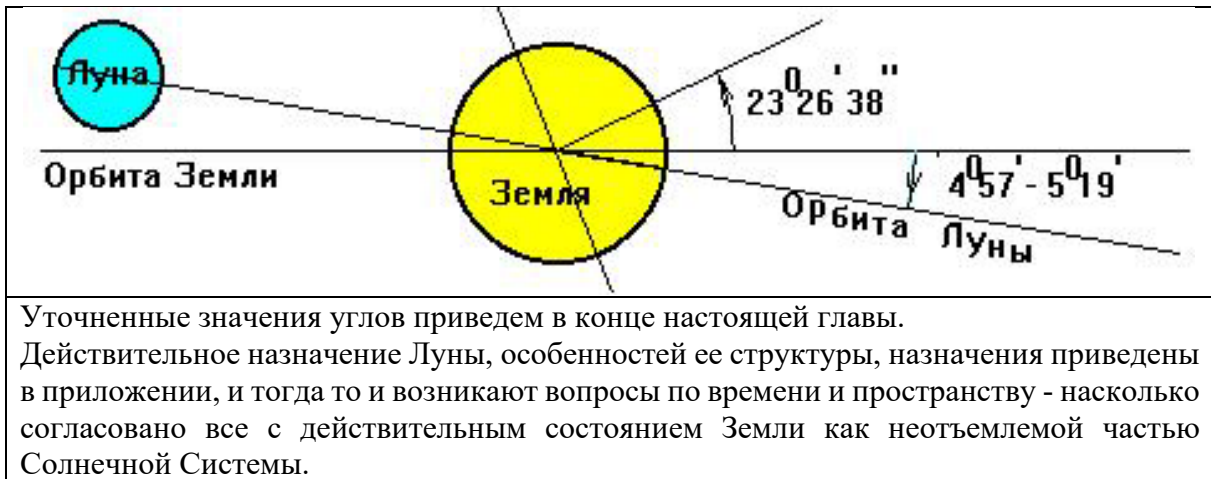 Луна
23⁰26'38"
Орбита Земли
Земля
4⁰57' - 5⁰19'
Орбита Луны
Уточненные значения углов приведем в конце настоящей главы.
Действительное назначение Луны, особенностей ее структуры, назначения приведены
в приложении, и тогда то и возникают вопросы по времени и пространству - насколько
согласовано все с действительным состоянием Земли как неотъемлемой частью
Солнечной Системы.